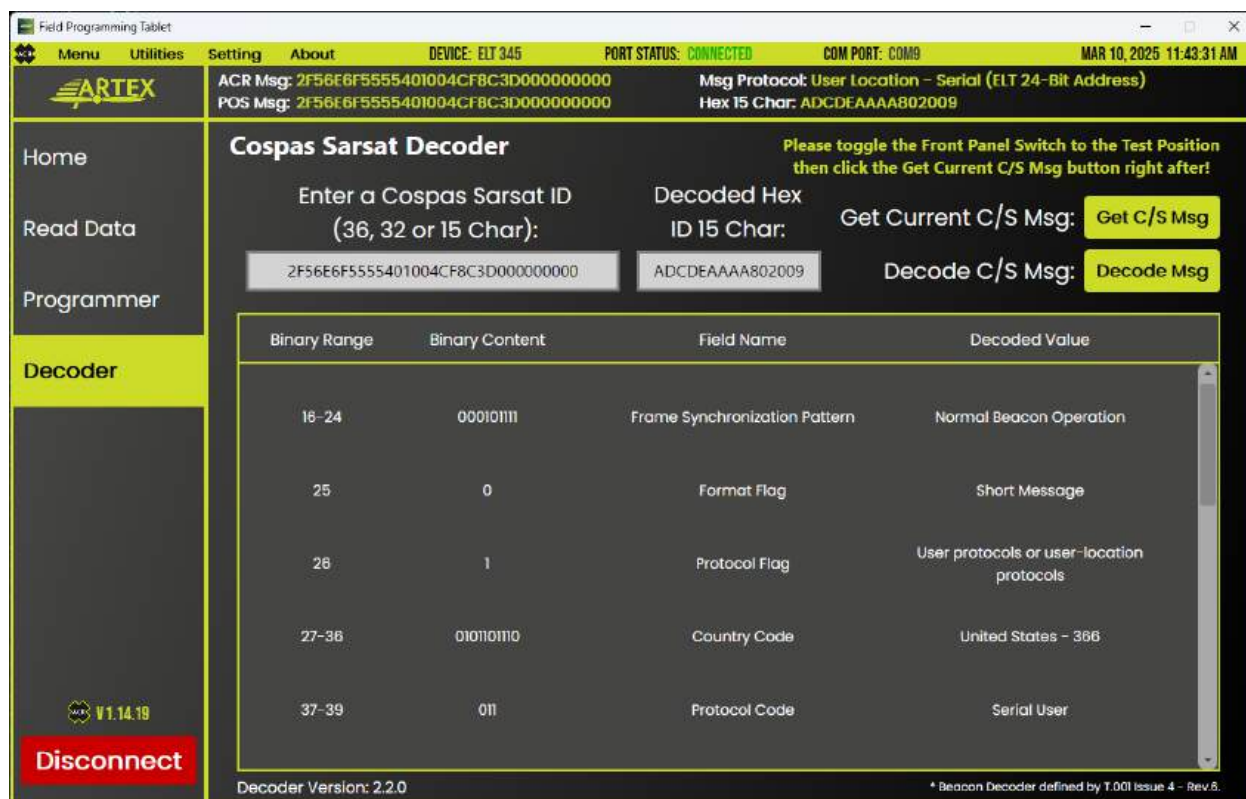 Field Programming Tablet
Menu Utilities Setting About DEVICE: ELT 345 PORT STATUS: CONNECTED COM PORT: COM9 MAR 10, 2025 11:43:31 AM
ARTEX
ACR Msg: 2F56E6F5555401004CF8C3D000000000
POS Msg: 2F56E6F5555401004CF8C3D000000000
Msg Protocol: User Location - Serial (ELT 24-Bit Address)
Hex 15 Char: ADCDEAAAA802009
Home
Read Data
Programmer
Decoder
Cospas Sarsat Decoder
Please toggle the Front Panel Switch to the Test Position
then click the Get Current C/S Msg button right after!
Enter a Cospas Sarsat ID
(36, 32 or 15 Char):
2F56E6F5555401004CF8C3D000000000
Decoded Hex
ID 15 Char:
ADCDEAAAA802009
Get Current C/S Msg: Get C/S Msg
Decode C/S Msg: Decode Msg
Binary Range Binary Content Field Name Decoded Value
16-24 000101111 Frame Synchronization Pattern Normal Beacon Operation
25 0 Format Flag Short Message
26 1 Protocol Flag User protocols or user-location
protocols
27-36 0101101110 Country Code United States - 366
37-39 011 Protocol Code Serial User
V 1.14.19
Disconnect
Decoder Version: 2.2.0
* Beacon Decoder defined by T.001 Issue 4 - Rev.6.